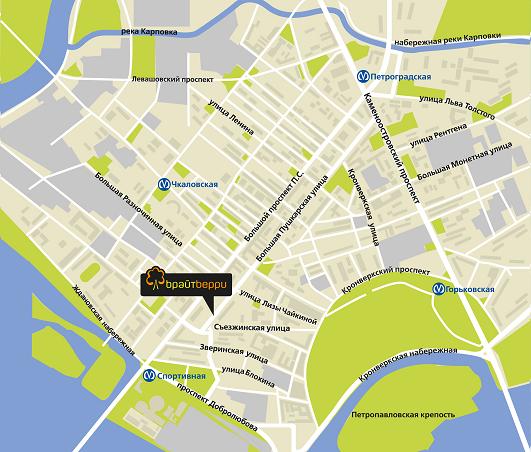 река Карповка
набережная реки Карповки
Левашовский проспект
Петроградская
улица Ленина
улица Льва Толстого
Каменоостровский проспект
улица Рентгена
Большая Монетная улица
Чкаловская
Большая Разночинная улица
Большой проспект П.С.
Большая Пушкарская улица
Кронверкская улица
Ждановская набережная
врайтверри
Кронверкский проспект
Горьковская
улица Лизы Чайкиной
Съезжинская улица
Зверинская улица
улица Блохина
Кронверкская набережная
Спортивная
проспект Добролюбова
Петропавловская крепость